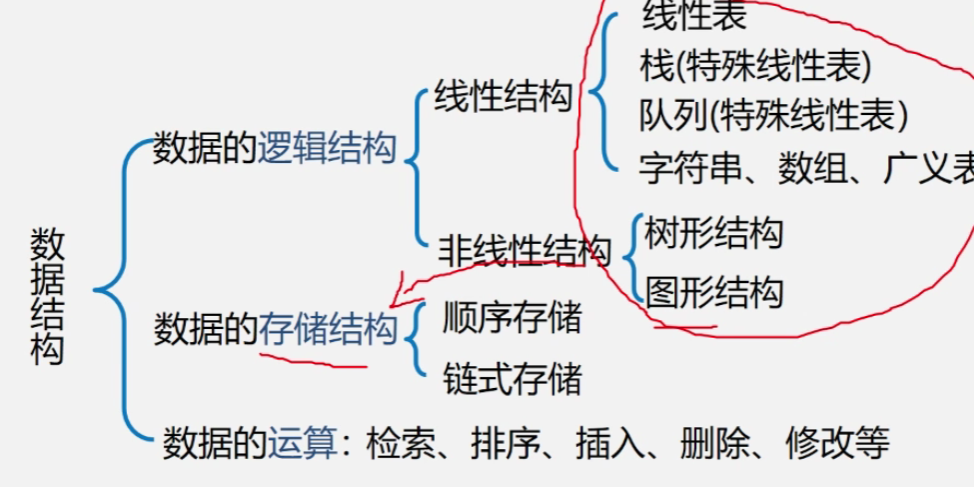 线性表
栈(特殊线性表)
线性结构
队列(特殊线性表)
数据的逻辑结构
字符串、数组、广义表
非线性结构
树形结构
图形结构
数据结构
数据的存储结构
顺序存储
链式存储
数据的运算：检索、排序、插入、删除、修改等